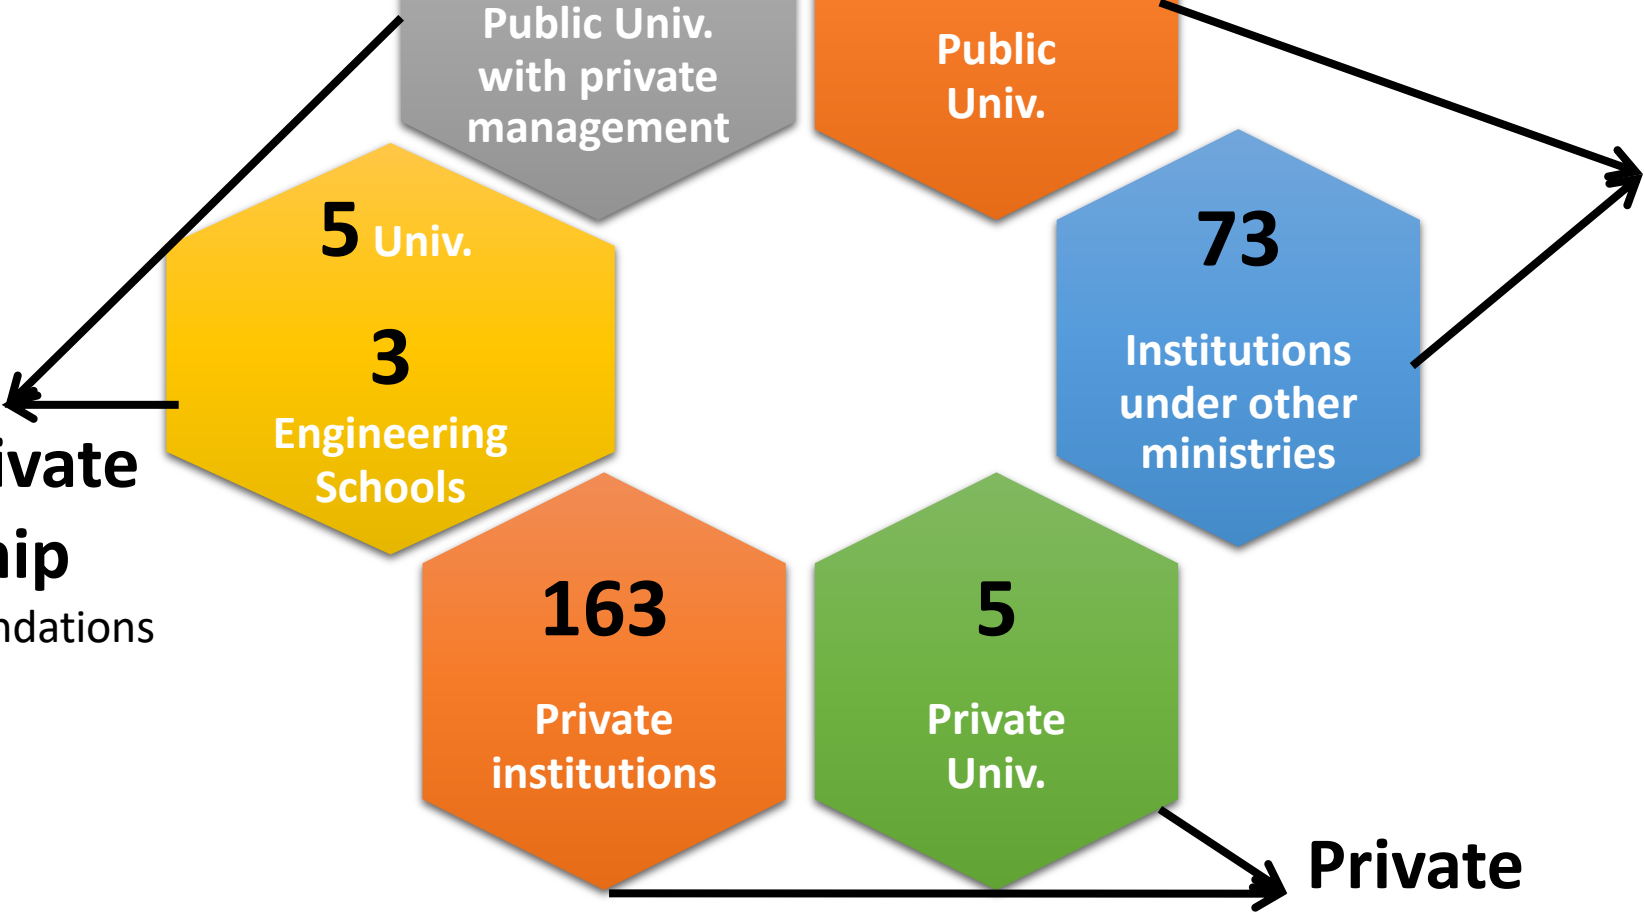 Public Univ.
with private
management
Public
Univ.
5 Univ.
3
Engineering
Schools
73
Institutions
under other
ministries
163
Private
institutions
5
Private
Univ.
Private